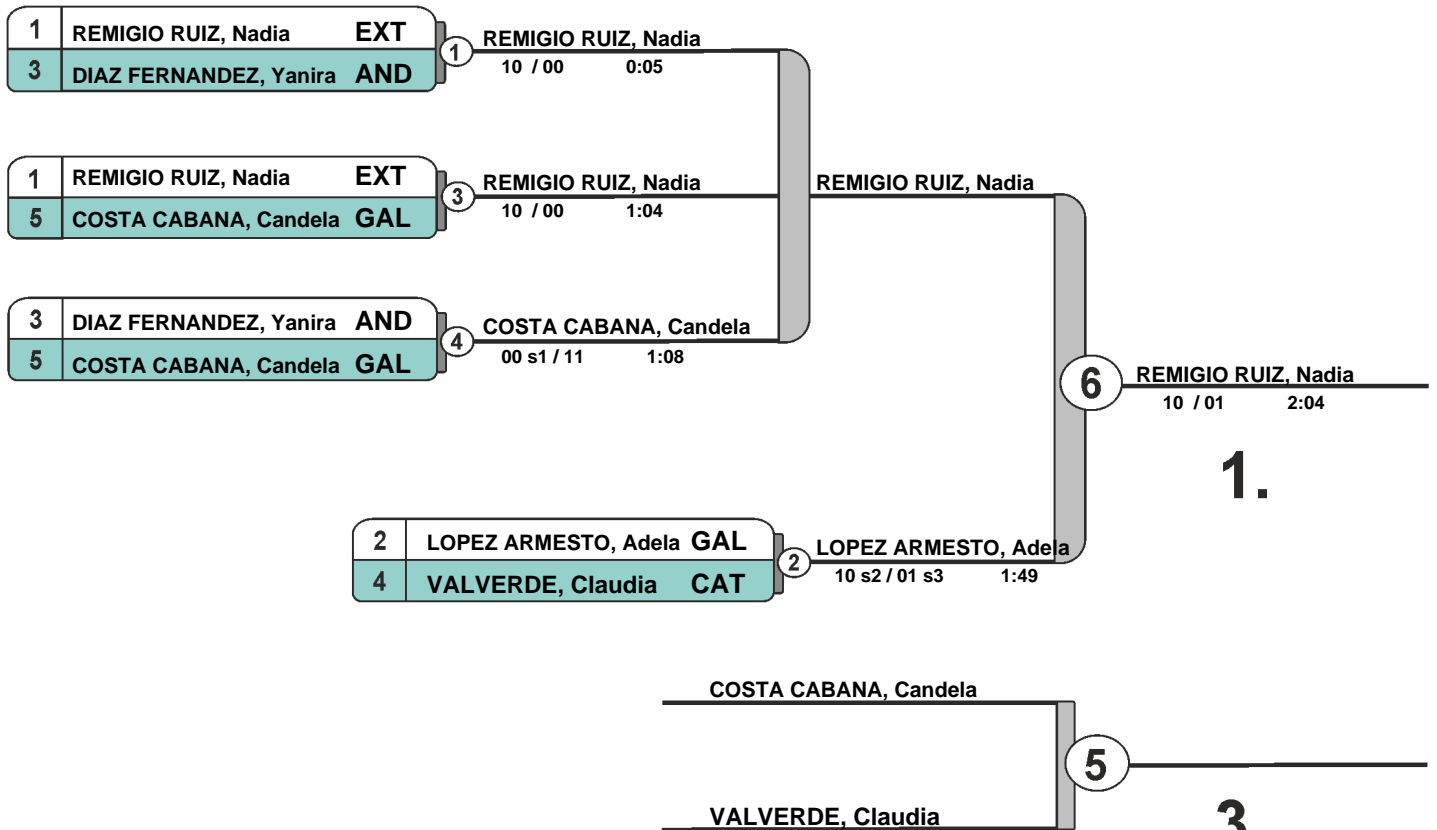 1 REMIGIO RUIZ, Nadia EXT
3 DIAZ FERNANDEZ, Yanira AND
1 REMIGIO RUIZ, Nadia
10 / 00 0:05
1 REMIGIO RUIZ, Nadia EXT
5 COSTA CABANA, Candela GAL
3 REMIGIO RUIZ, Nadia
10 / 00 1:04
REMIGIO RUIZ, Nadia
3 DIAZ FERNANDEZ, Yanira AND
5 COSTA CABANA, Candela GAL
4 COSTA CABANA, Candela
00 s1 / 11 1:08
6 REMIGIO RUIZ, Nadia
10 / 01 2:04
1.
2 LOPEZ ARMESTO, Adela GAL
4 VALVERDE, Claudia CAT
2 LOPEZ ARMESTO, Adela
10 s2 / 01 s3 1:49
COSTA CABANA, Candela
5
VALVERDE, Claudia
3